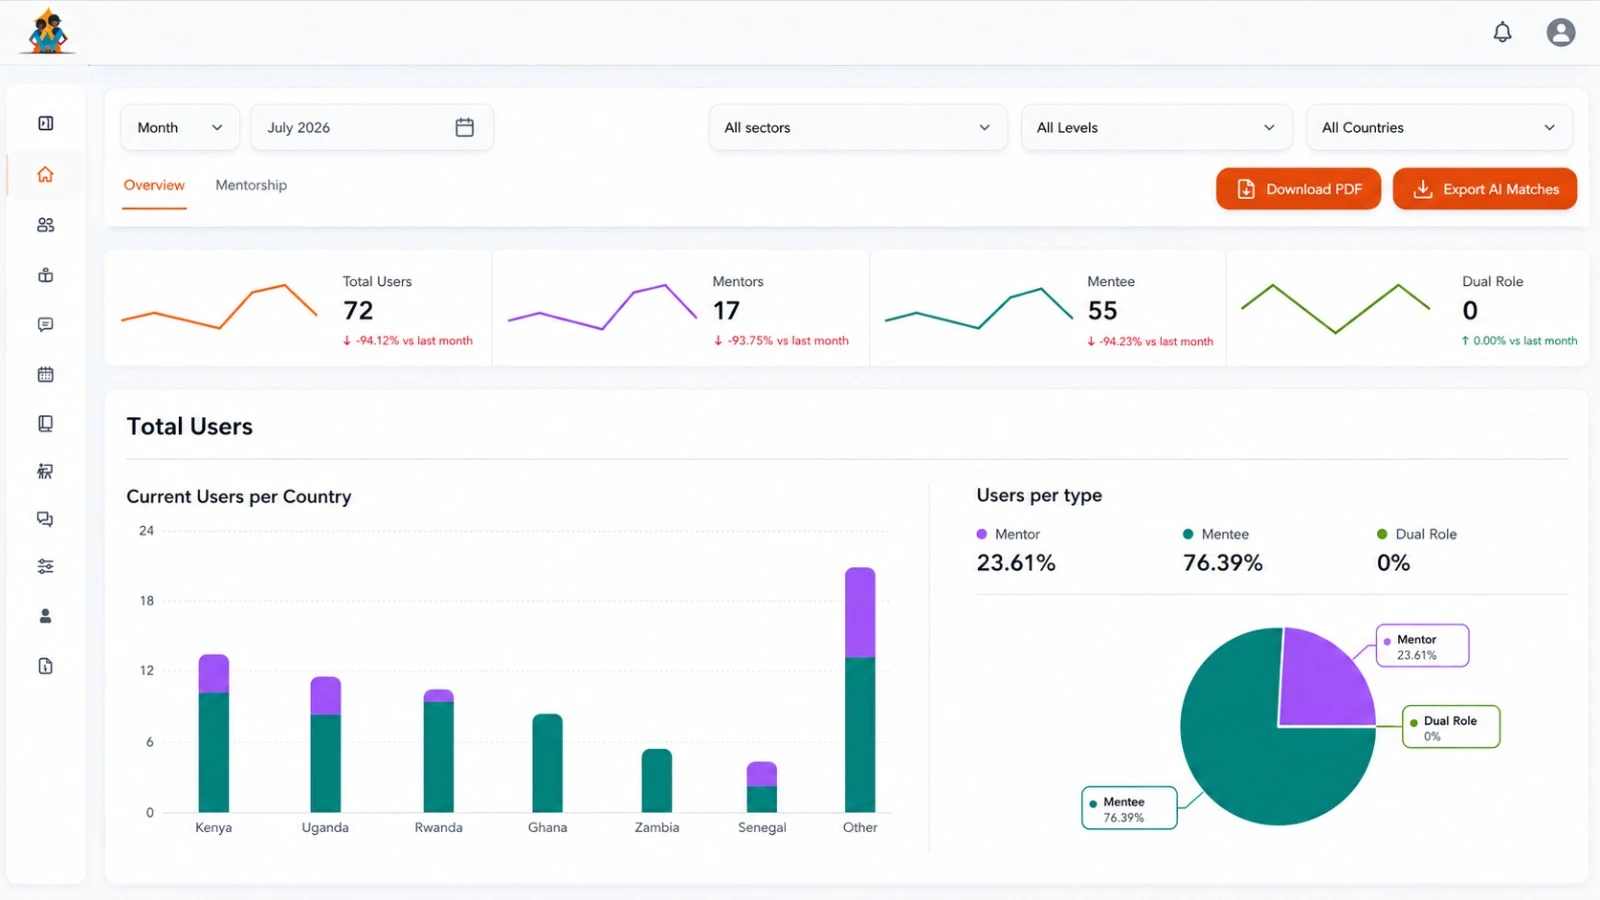 Month
July 2026
All sectors
All Levels
All Countries
Overview
Mentorship
Download PDF
Export AI Matches
Total Users
72
↓ -94.12% vs last month
Mentors
17
↓ -93.75% vs last month
Mentee
55
↓ -94.23% vs last month
Dual Role
0
↑ 0.00% vs last month
Total Users
Current Users per Country
24
18
12
6
0
Kenya
Uganda
Rwanda
Ghana
Zambia
Senegal
Other
Users per type
Mentor
23.61%
Mentee
76.39%
Dual Role
0%
Mentor
23.61%
Dual Role
0%
Mentee
76.39%